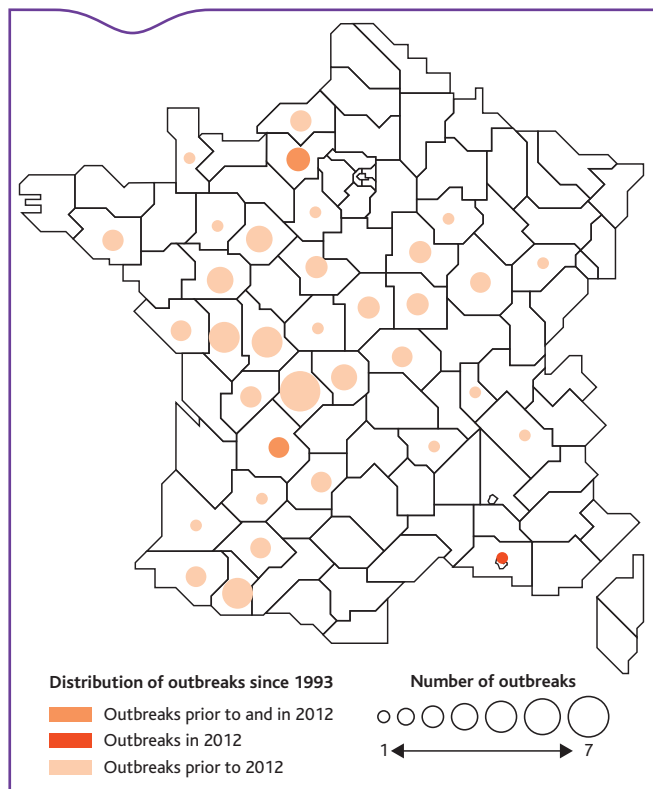 Distribution of outbreaks since 1993
Outbreaks prior to and in 2012
Outbreaks in 2012
Outbreaks prior to 2012
Number of outbreaks
1 7